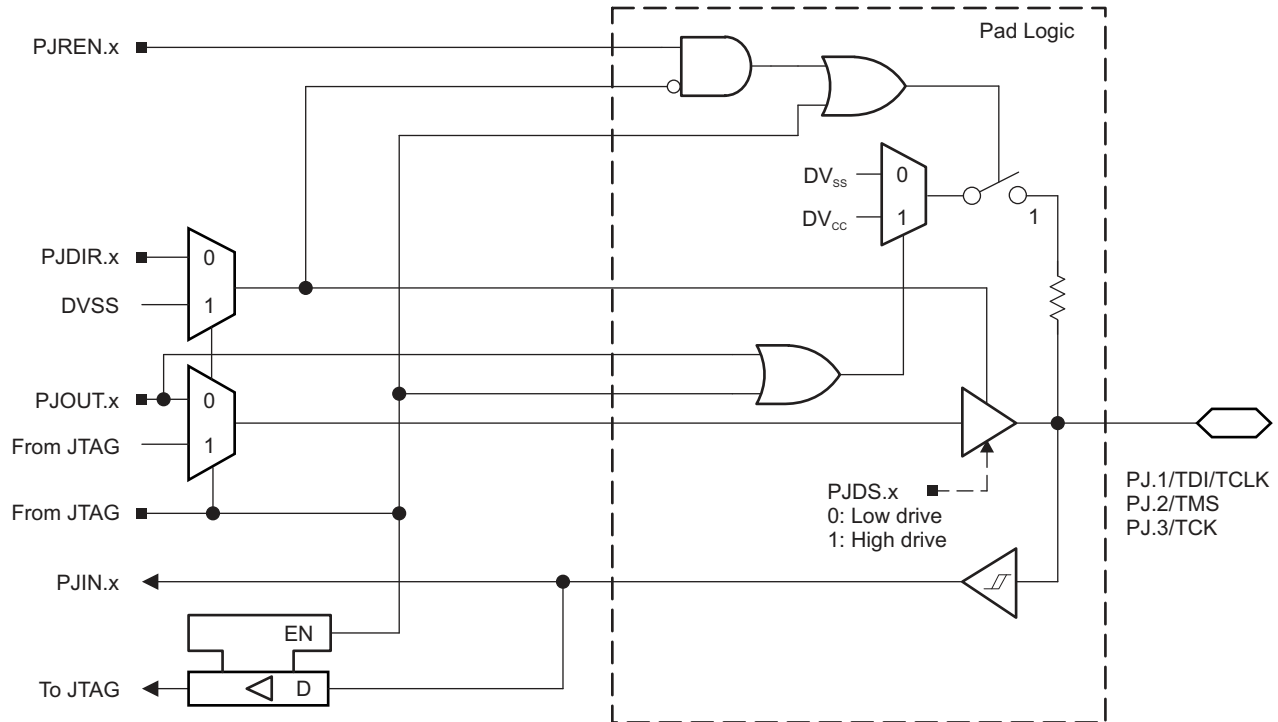 Pad Logic
PJREN.x
DVSS
0
DVCC
1
1
PJDIR.x
0
DVSS
1
PJOUT.x
0
From JTAG
1
PJDS.x
0: Low drive
1: High drive
PJ.1/TDI/TCLK
PJ.2/TMS
PJ.3/TCK
From JTAG
PJIN.x
EN
To JTAG
D